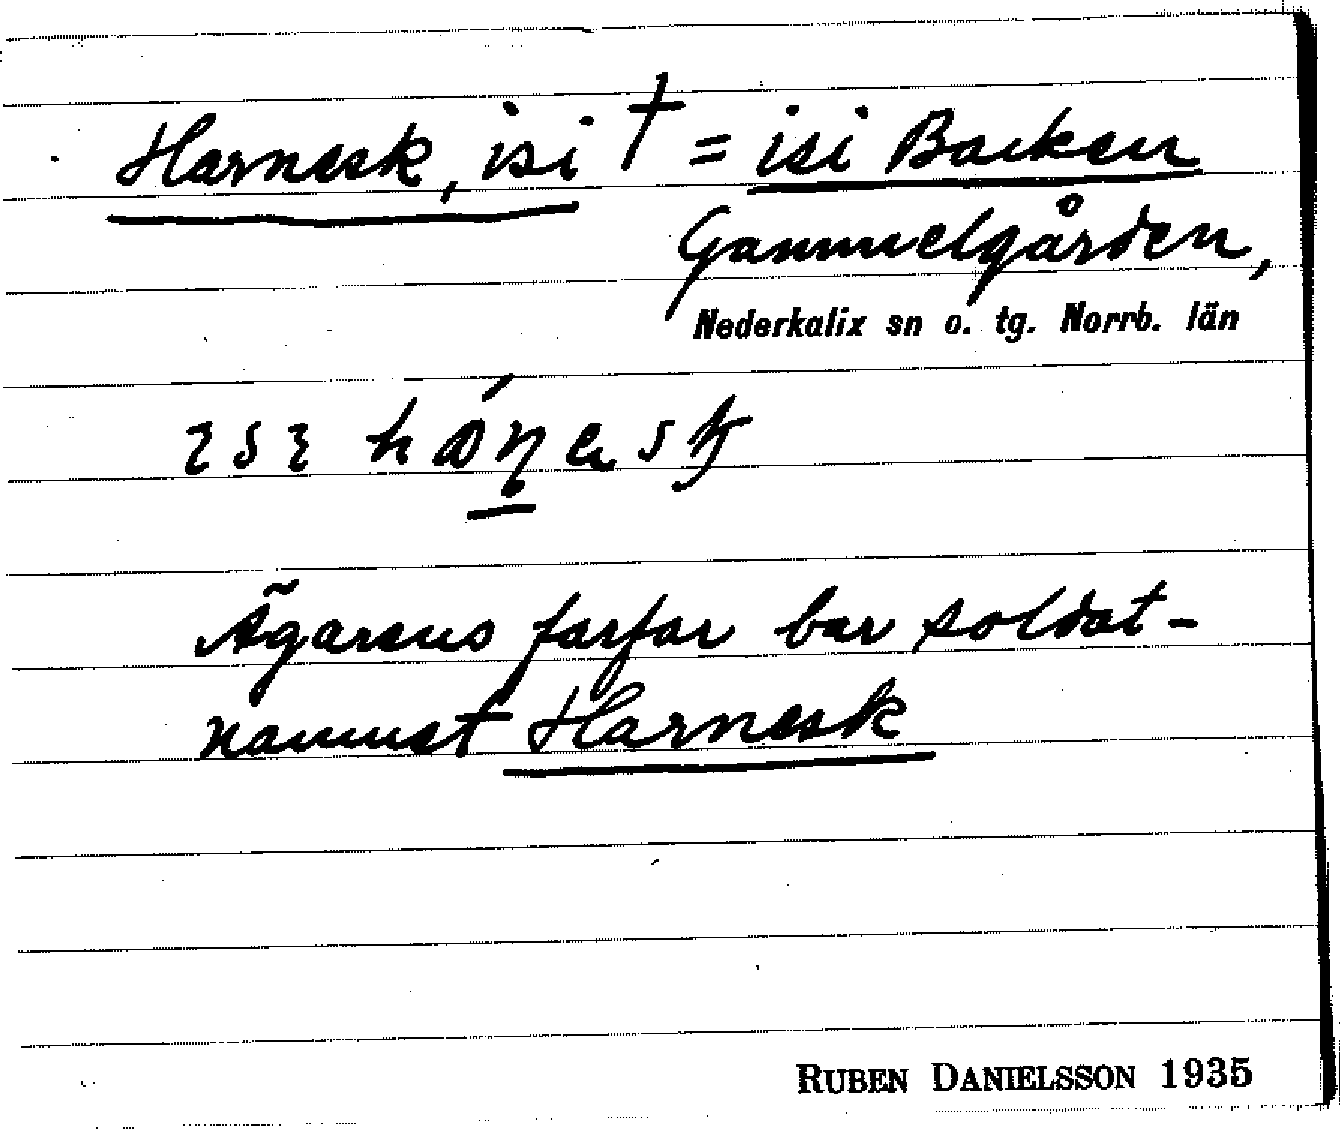 Harnesk, isi † = isi Backen
Gammelgården,
Nederkalix sn o. tg. Norrb. län
Ägarens farfar bar soldat-
namnet Harnesk
RUBEN DANIELSSON 1935